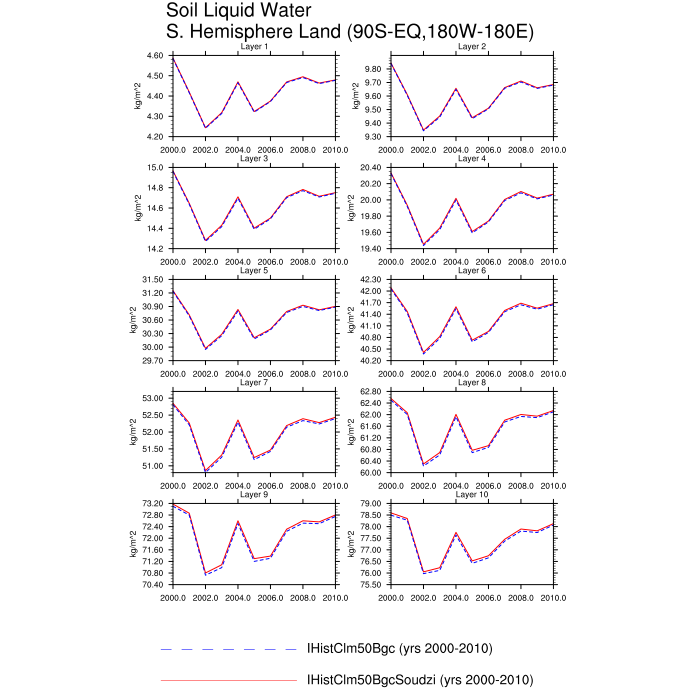 Soil Liquid Water
S. Hemisphere Land (90S-EQ,180W-180E)
Layer 1
kg/m^2
4.60
4.50
4.40
4.30
4.20
2000.0 2002.0 2004.0 2006.0 2008.0 2010.0
Layer 2
kg/m^2
9.80
9.70
9.60
9.50
9.40
9.30
2000.0 2002.0 2004.0 2006.0 2008.0 2010.0
Layer 3
kg/m^2
15.0
14.8
14.6
14.4
14.2
2000.0 2002.0 2004.0 2006.0 2008.0 2010.0
Layer 4
kg/m^2
20.40
20.20
20.00
19.80
19.60
19.40
2000.0 2002.0 2004.0 2006.0 2008.0 2010.0
Layer 5
kg/m^2
31.50
31.20
30.90
30.60
30.30
30.00
29.70
2000.0 2002.0 2004.0 2006.0 2008.0 2010.0
Layer 6
kg/m^2
42.30
42.00
41.70
41.40
41.10
40.80
40.50
40.20
2000.0 2002.0 2004.0 2006.0 2008.0 2010.0
Layer 7
kg/m^2
53.00
52.50
52.00
51.50
51.00
2000.0 2002.0 2004.0 2006.0 2008.0 2010.0
Layer 8
kg/m^2
62.80
62.40
62.00
61.60
61.20
60.80
60.40
60.00
2000.0 2002.0 2004.0 2006.0 2008.0 2010.0
Layer 9
kg/m^2
73.20
72.80
72.40
72.00
71.60
71.20
70.80
70.40
2000.0 2002.0 2004.0 2006.0 2008.0 2010.0
Layer 10
kg/m^2
79.00
78.50
78.00
77.50
77.00
76.50
76.00
75.50
2000.0 2002.0 2004.0 2006.0 2008.0 2010.0
IHistClm50Bgc (yrs 2000-2010)
IHistClm50BgcSoudzi (yrs 2000-2010)